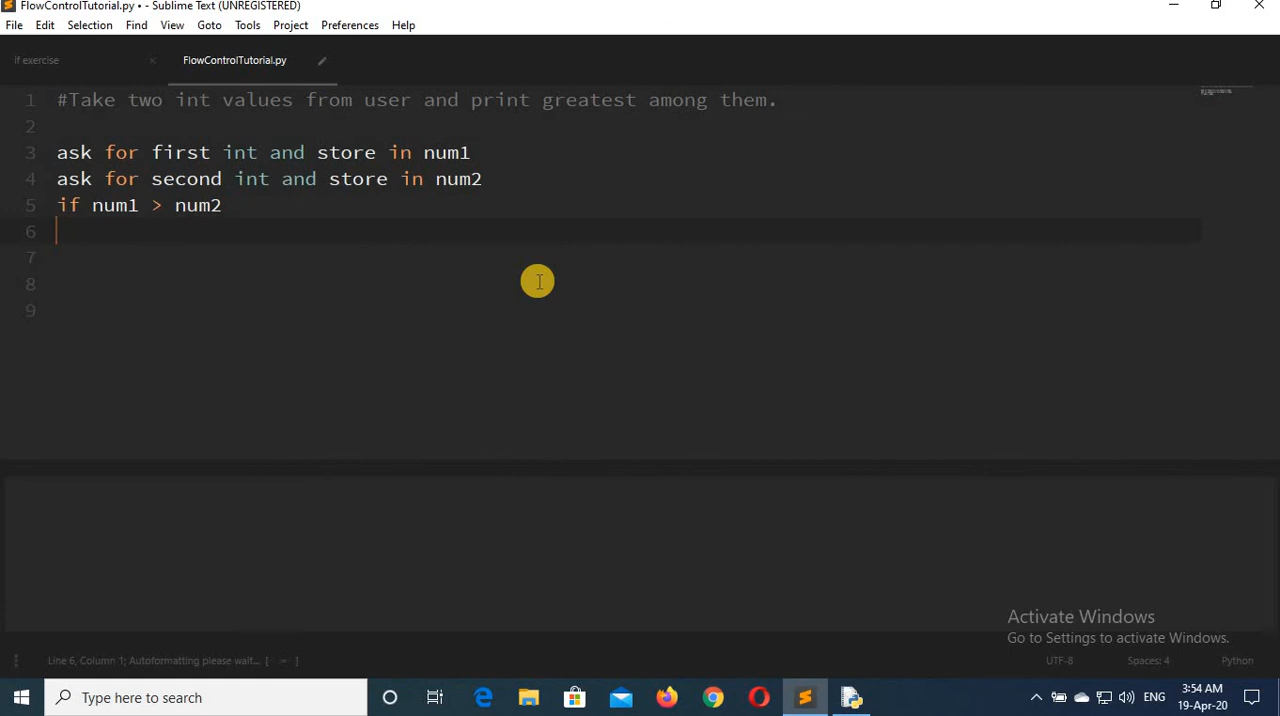 FlowControlTutorial.py • - Sublime Text (UNREGISTERED)
File Edit Selection Find View Goto Tools Project Preferences Help
If exercise FlowControlTutorial.py
1 #Take two int values from user and print greatest among them.
2
3 ask for first int and store in num1
4 ask for second int and store in num2
5 if num1 > num2
6
7
8
9
Activate Windows
Go to Settings to activate Windows.
Line 6, Column 1; Autoformatting please wait... [ = ] UTF-8 Spaces: 4 Python
Type here to search ENG 3:54 AM
19-Apr-20